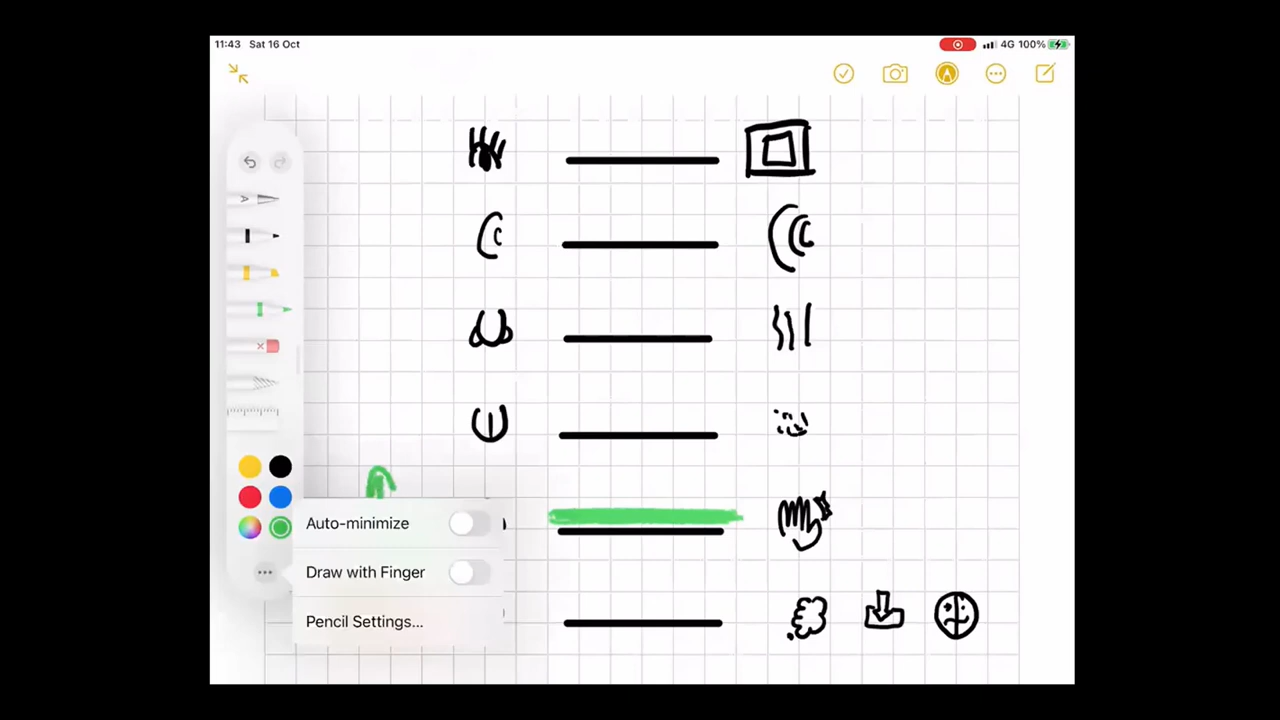 11:43 Sat 16 Oct 4G 100%
A
Auto-minimize
Draw with Finger
Pencil Settings...